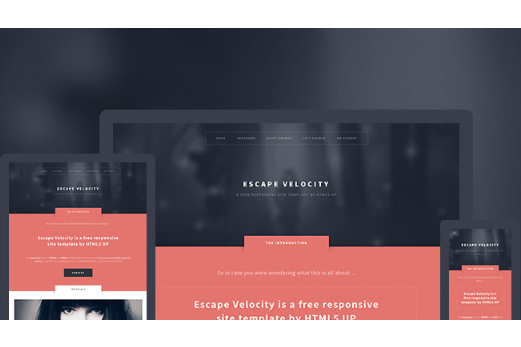 HOME
DROPDOWN
RIGHT SIDEBAR
LEFT SIDEBAR
NO SIDEBAR
ESCAPE VELOCITY
A FREE RESPONSIVE SITE TEMPLATE BY HTML5 UP
THE INTRODUCTION
So in case you were wondering what this is all about ...
Escape Velocity is a free responsive
site template by HTML5 UP
ESCAPE VELOCITY
THE INTRODUCTION
Escape Velocity is a free responsive
site template by HTML5 UP
ESCAPE VELOCITY
THE INTRODUCTION
Escape Velocity is a
free responsive
site template by
HTML5 UP